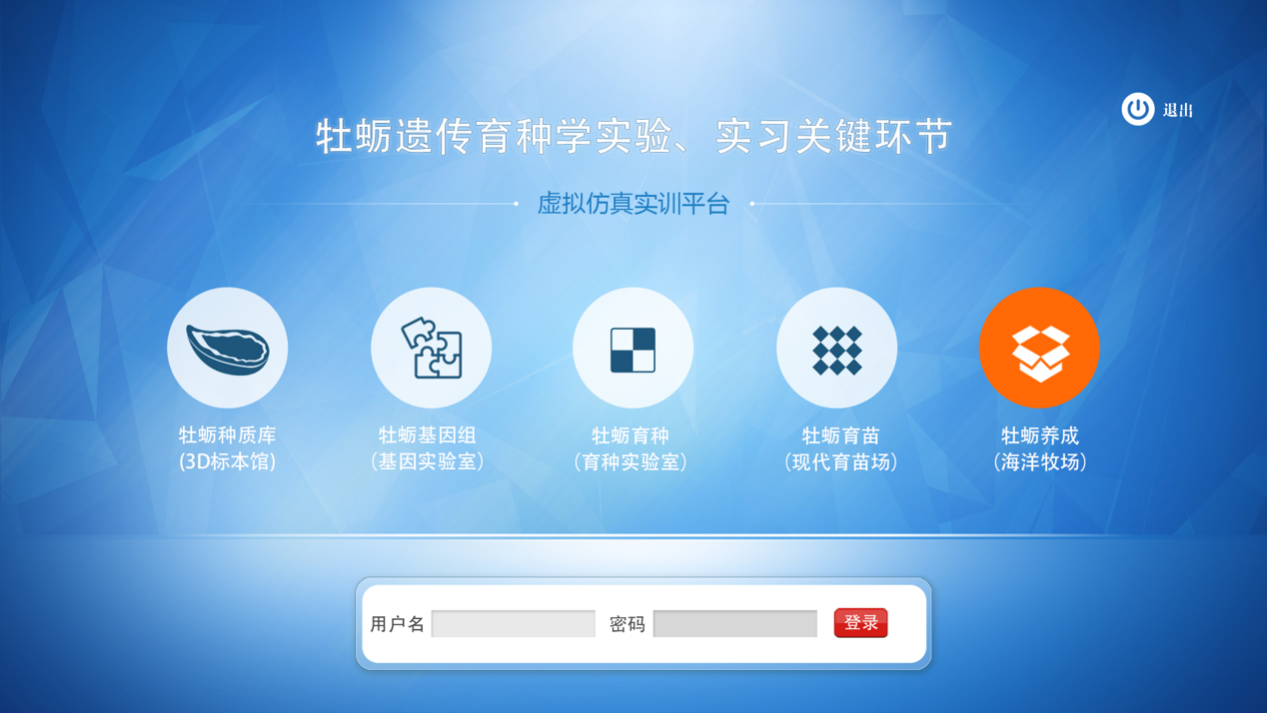 退出
牡蛎遗传育种学实验、实习关键环节
虚拟仿真实训平台
牡蛎种质库
(3D标本馆)
牡蛎基因组
(基因实验室)
牡蛎育种
(育种实验室)
牡蛎育苗
(现代育苗场)
牡蛎养成
(海洋牧场)
用户名 密码 登录